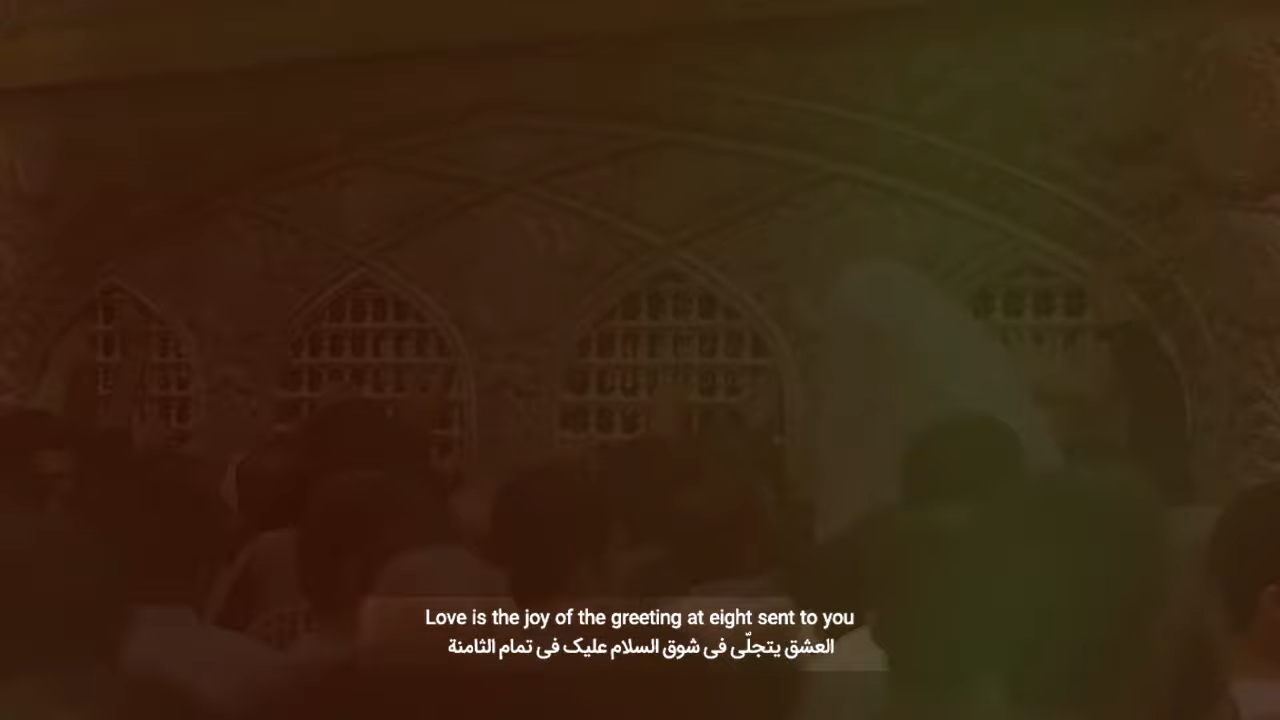 Love is the joy of the greeting at eight sent to you
العشق يتجلّى فی شوق السلام علیک فی تمام الثامنة